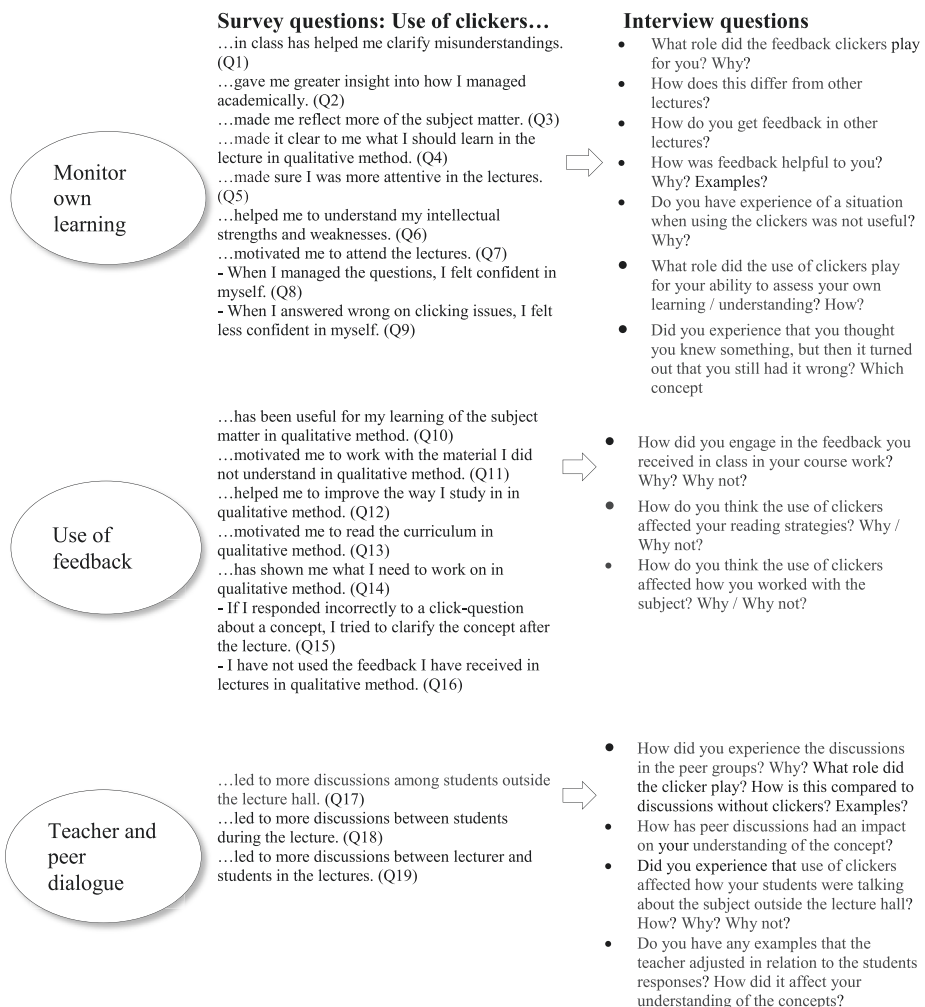 Survey questions: Use of clickers…
Interview questions
Monitor
own
learning
…in class has helped me clarify misunderstandings.
(Q1)
…gave me greater insight into how I managed
academically. (Q2)
…made me reflect more of the subject matter. (Q3)
…made it clear to me what I should learn in the
lecture in qualitative method. (Q4)
…made sure I was more attentive in the lectures.
(Q5)
…helped me to understand my intellectual
strengths and weaknesses. (Q6)
…motivated me to attend the lectures. (Q7)
- When I managed the questions, I felt confident in
myself. (Q8)
- When I answered wrong on clicking issues, I felt
less confident in myself. (Q9)
• What role did the feedback clickers play
for you? Why?
• How does this differ from other
lectures?
• How do you get feedback in other
lectures?
• How was feedback helpful to you?
Why? Examples?
• Do you have experience of a situation
when using the clickers was not useful?
Why?
• What role did the use of clickers play
for your ability to assess your own
learning / understanding? How?
• Did you experience that you thought
you knew something, but then it turned
out that you still had it wrong? Which
concept
Use of
feedback
…has been useful for my learning of the subject
matter in qualitative method. (Q10)
…motivated me to work with the material I did
not understand in qualitative method. (Q11)
…helped me to improve the way I study in in
qualitative method. (Q12)
…motivated me to read the curriculum in
qualitative method. (Q13)
…has shown me what I need to work on in
qualitative method. (Q14)
- If I responded incorrectly to a click-question
about a concept, I tried to clarify the concept after
the lecture. (Q15)
- I have not used the feedback I have received in
lectures in qualitative method. (Q16)
• How did you engage in the feedback you
received in class in your course work?
Why? Why not?
• How do you think the use of clickers
affected your reading strategies? Why /
Why not?
• How do you think the use of clickers
affected how you worked with the
subject? Why / Why not?
Teacher and
peer
dialogue
…led to more discussions among students outside
the lecture hall. (Q17)
…led to more discussions between students
during the lecture. (Q18)
…led to more discussions between lecturer and
students in the lectures. (Q19)
• How did you experience the discussions
in the peer groups? Why? What role did
the clicker play? How is this compared to
discussions without clickers? Examples?
• How has peer discussions had an impact
on your understanding of the concept?
• Did you experience that use of clickers
affected how your students were talking
about the subject outside the lecture hall?
How? Why? Why not?
• Do you have any examples that the
teacher adjusted in relation to the students
responses? How did it affect your
understanding of the concepts?